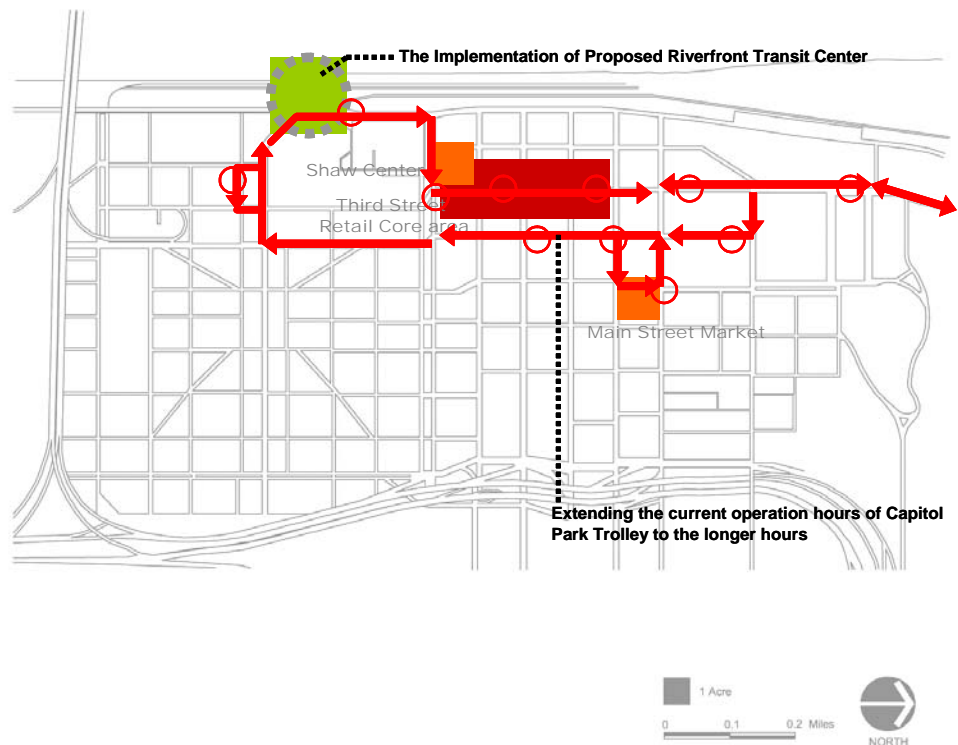 The Implementation of Proposed Riverfront Transit Center
Shaw Center
Third Street
Retail Core area
Main Street Market
Extending the current operation hours of Capitol
Park Trolley to the longer hours
1 Acre
0 0.1 0.2 Miles
NORTH